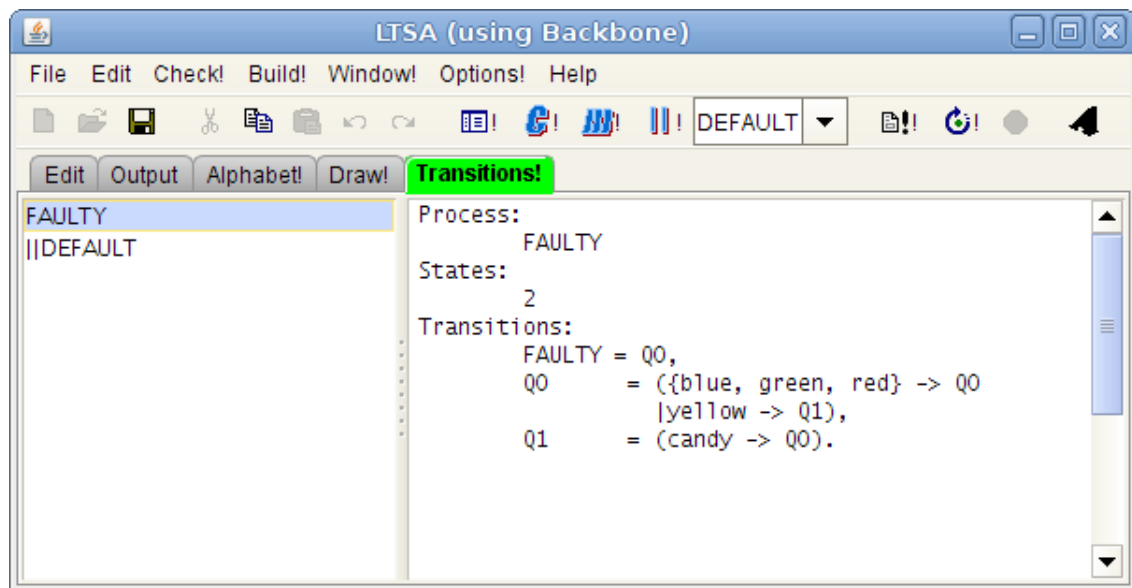 LTSA (using Backbone)
File Edit Check! Build! Window! Options! Help
! ! ! ! DEFAULT ! !
Edit Output Alphabet! Draw! Transitions!
FAULTY
||DEFAULT
Process:
FAULTY
States:
2
Transitions:
FAULTY = Q0,
Q0 = ({blue, green, red} -> Q0
|yellow -> Q1),
Q1 = (candy -> Q0).